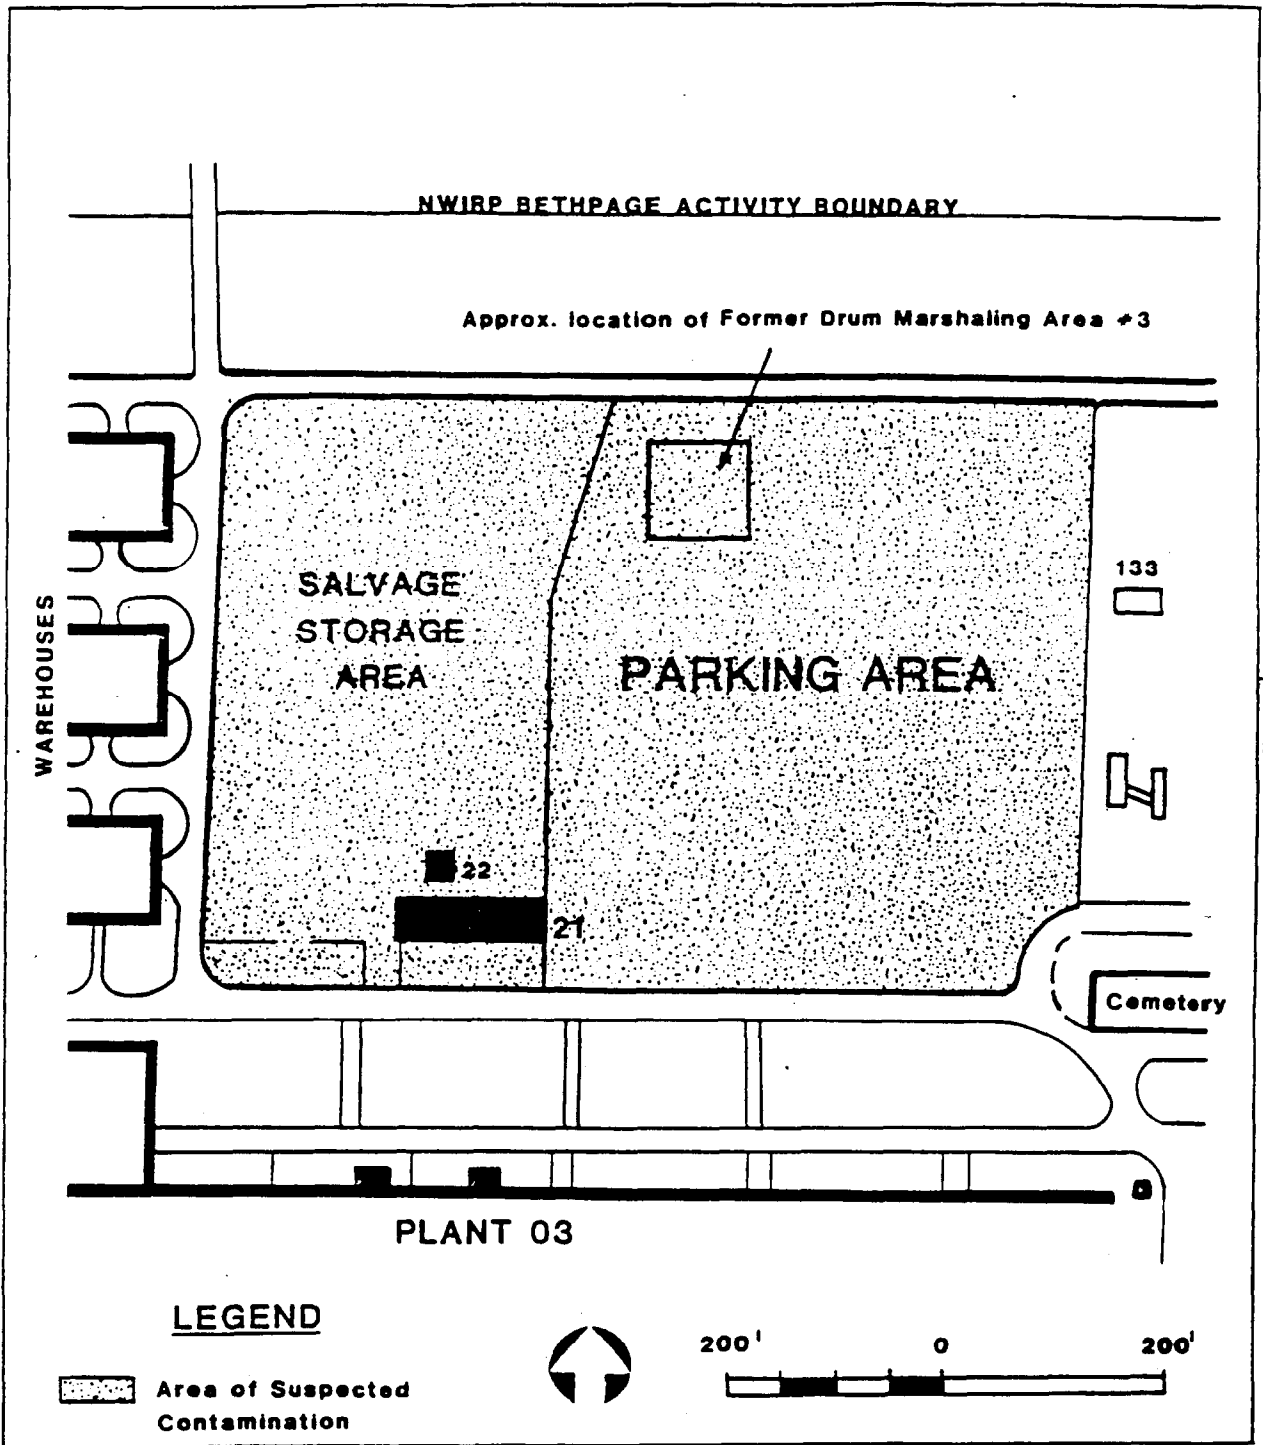 NWIRP BETHPAGE ACTIVITY BOUNDARY
Approx. location of Former Drum Marshaling Area #3
133
SALVAGE
STORAGE
AREA
WAREHOUSES
PARKING AREA
22
21
Cemetery
PLANT 03
LEGEND
200' 0 200'
Area of Suspected
Contamination